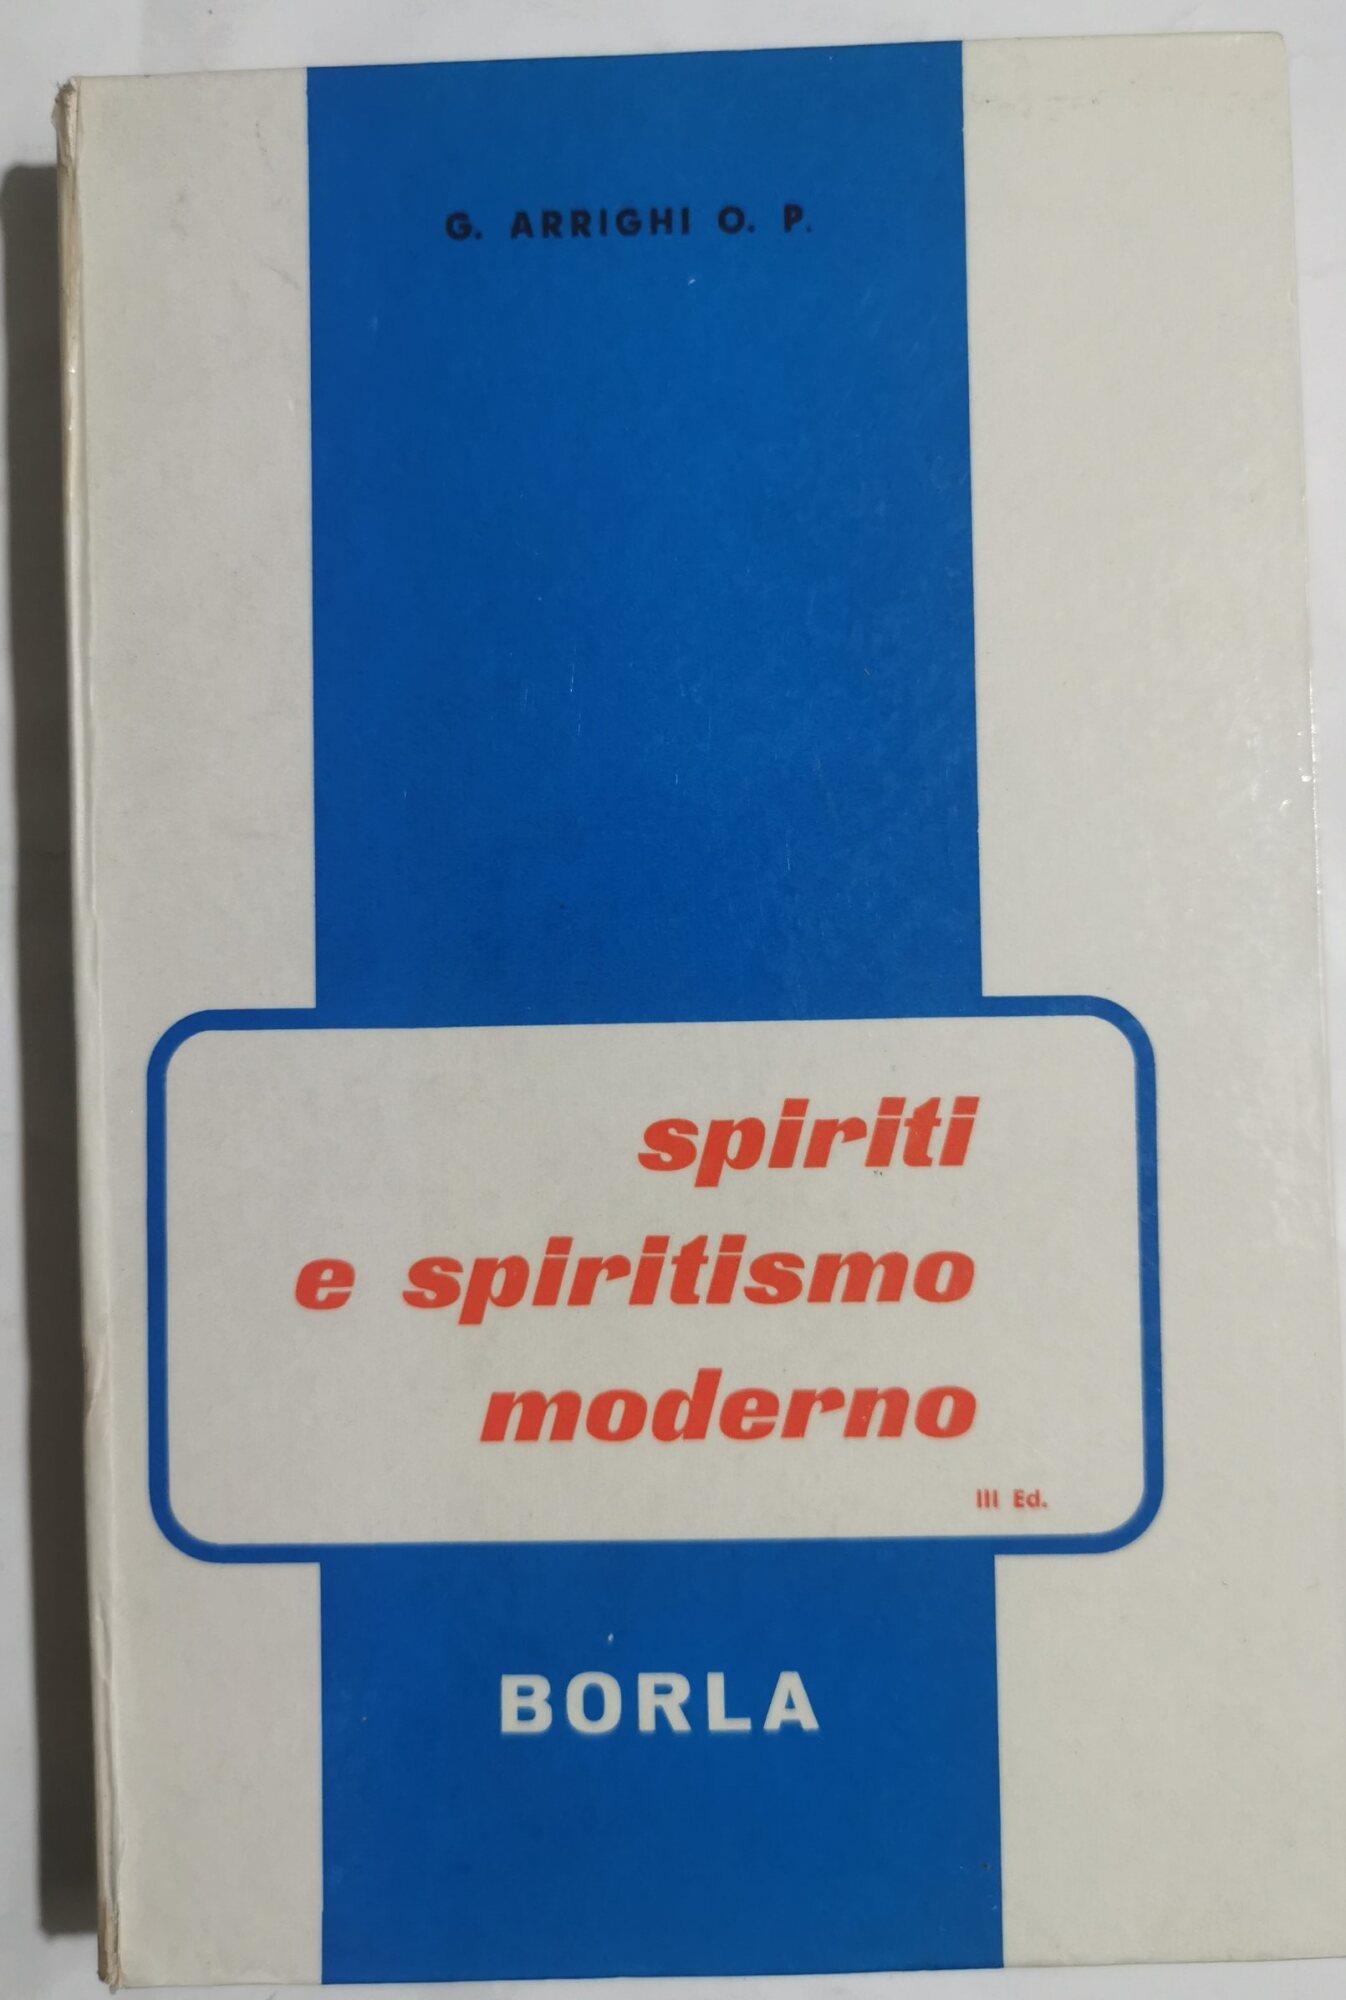 G. ARRIGHI O. P.
spiriti
e spiritismo
moderno
III Ed.
BORLA